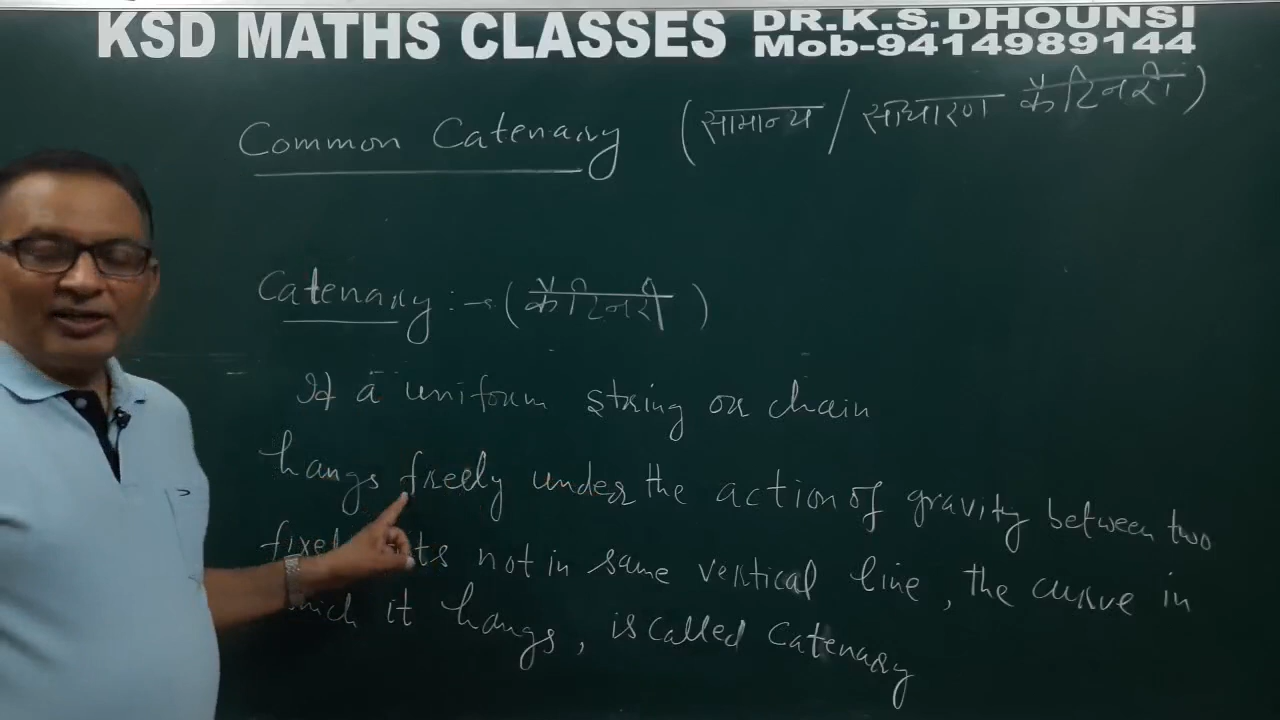 KSD MATHS CLASSES DR.K.S.DHOUNSI
Mob-9414989144
Common Catenary (सामान्य / साधारण कैटिनरी)
Catenary :→ (कैटिनरी)
If a uniform string or chain
hangs freely under the action of gravity between two
fixed not in same vertical line, the curve in
which it hangs, is called Catenary